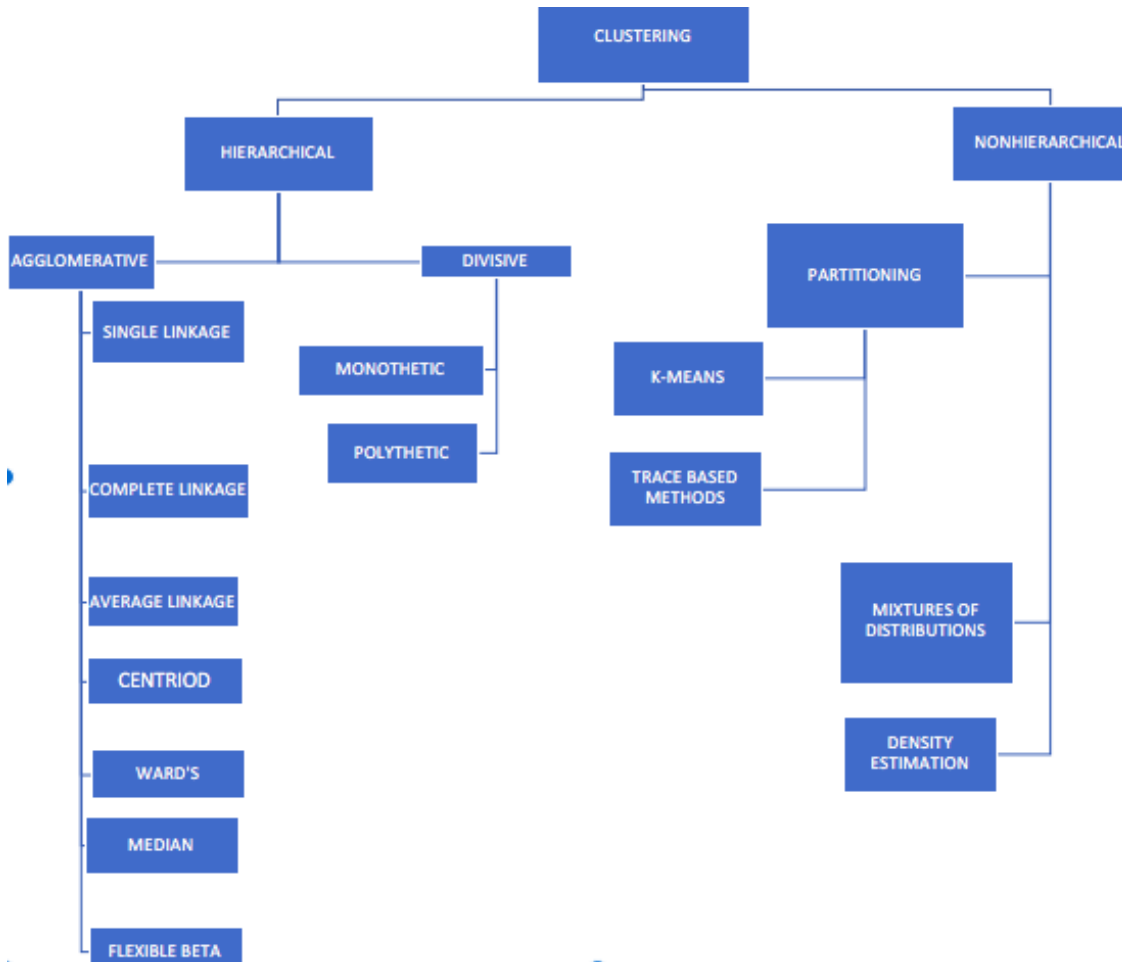 CLUSTERING
HIERARCHICAL
NONHIERARCHICAL
AGGLOMERATIVE
DIVISIVE
PARTITIONING
SINGLE LINKAGE
MONOTHETIC
K-MEANS
POLYTHETIC
TRACE BASED
METHODS
COMPLETE LINKAGE
AVERAGE LINKAGE
MIXTURES OF
DISTRIBUTIONS
CENTRIOD
WARD'S
DENSITY
ESTIMATION
MEDIAN
FLEXIBLE BETA